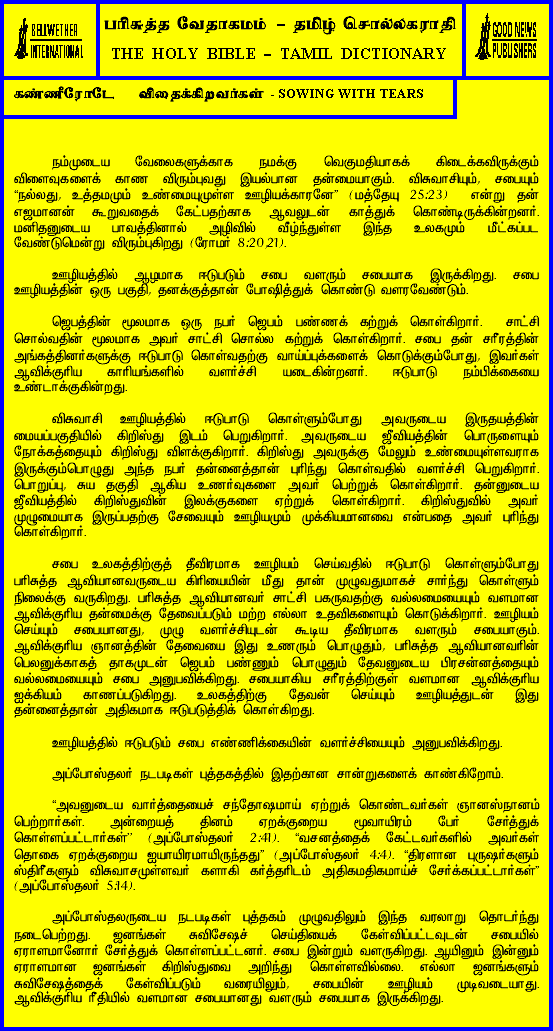 BELLWETHER
INTERNATIONAL
பரிசுத்த வேதாகமம் – தமிழ் சொல்லகராதி
THE HOLY BIBLE – TAMIL DICTIONARY
GOOD NEWS
PUBLISHERS
கண்ணீரோடே விதைக்கிறவர்கள் - SOWING WITH TEARS
நம்முடைய வேலைகளுக்காக நமக்கு வெகுமதியாகக் கிடைக்கவிருக்கும்
விளைவுகளைக் காண விரும்புவது இயல்பான தன்மையாகும். விசுவாசியும், சபையும்
“நல்லது, உத்தமமும் உண்மையுமுள்ள ஊழியக்காரனே” (மத்தேயு 25:23) என்று தன்
எஜமானன் கூறுவதைக் கேட்பதற்காக ஆவலுடன் காத்துக் கொண்டிருக்கின்றனர்.
மனிதனுடைய பாவத்தினால் அழிவில் வீழ்ந்துள்ள இந்த உலகமும் மீட்கப்பட
வேண்டுமென்று விரும்புகிறது (ரோமர் 8:20,21).
ஊழியத்தில் ஆழமாக ஈடுபடும் சபை வளரும் சபையாக இருக்கிறது. சபை
ஊழியத்தின் ஒரு பகுதி, தனக்குத்தான் போஷித்துக் கொண்டு வளரவேண்டும்.
ஜெபத்தின் மூலமாக ஒரு நபர் ஜெபம் பண்ணக் கற்றுக் கொள்கிறார். சாட்சி
சொல்வதின் மூலமாக அவர் சாட்சி சொல்ல கற்றுக் கொள்கிறார். சபை தன் சரீரத்தின்
அங்கத்தினர்களுக்கு ஈடுபாடு கொள்வதற்கு வாய்ப்புக்களைக் கொடுக்கும்போது, இவர்கள்
ஆவிக்குரிய காரியங்களில் வளர்ச்சி யடைகின்றனர். ஈடுபாடு நம்பிக்கையை
உண்டாக்குகின்றது.
விசுவாசி ஊழியத்தில் ஈடுபாடு கொள்ளும்போது அவருடைய இருதயத்தின்
மையப்பகுதியில் கிறிஸ்து இடம் பெறுகிறார். அவருடைய ஜீவியத்தின் பொருளையும்
நோக்கத்தையும் கிறிஸ்து விளக்குகிறார். கிறிஸ்து அவருக்கு மேலும் உண்மையுள்ளவராக
இருக்கும்பொழுது அந்த நபர் தன்னைத்தான் புரிந்து கொள்வதில் வளர்ச்சி பெறுகிறார்.
பொறுப்பு, சுய தகுதி ஆகிய உணர்வுகளை அவர் பெற்றுக் கொள்கிறார். தன்னுடைய
ஜீவியத்தில் கிறிஸ்துவின் இலக்குகளை ஏற்றுக் கொள்கிறார். கிறிஸ்துவில் அவர்
முழுமையாக இருப்பதற்கு சேவையும் ஊழியமும் முக்கியமானவை என்பதை அவர் புரிந்து
கொள்கிறார்.
சபை உலகத்திற்குத் தீவிரமாக ஊழியம் செய்வதில் ஈடுபாடு கொள்ளும்போது
பரிசுத்த ஆவியானவருடைய கிரியையின் மீது தான் முழுவதுமாகச் சார்ந்து கொள்ளும்
நிலைக்கு வருகிறது. பரிசுத்த ஆவியானவர் சாட்சி பகருவதற்கு வல்லமையையும் வளமான
ஆவிக்குரிய தன்மைக்கு தேவைப்படும் மற்ற எல்லா உதவிகளையும் கொடுக்கிறார். ஊழியம்
செய்யும் சபையானது, முழு வளர்ச்சியுடன் கூடிய தீவிரமாக வளரும் சபையாகும்.
ஆவிக்குரிய ஞானத்தின் தேவையை இது உணரும் பொழுதும், பரிசுத்த ஆவியானவரின்
பெலனுக்காகத் தாகமுடன் ஜெபம் பண்ணும் பொழுதும் தேவனுடைய பிரசன்னத்தையும்
வல்லமையையும் சபை அனுபவிக்கிறது. சபையாகிய சரீரத்திற்குள் வளமான ஆவிக்குரிய
ஐக்கியம் காணப்படுகிறது. உலகத்திற்கு தேவன் செய்யும் ஊழியத்துடன் இது
தன்னைத்தான் அதிகமாக ஈடுபடுத்திக் கொள்கிறது.
ஊழியத்தில் ஈடுபடும் சபை எண்ணிக்கையின் வளர்ச்சியையும் அனுபவிக்கிறது.
அப்போஸ்தலர் நடபடிகள் புத்தகத்தில் இதற்கான சான்றுகளைக் காண்கிறோம்.
“அவனுடைய வார்த்தையைச் சந்தோஷமாய் ஏற்றுக் கொண்டவர்கள் ஞானஸ்நானம்
பெற்றார்கள். அன்றையத் தினம் ஏறக்குறைய மூவாயிரம் பேர் சேர்த்துக்
கொள்ளப்பட்டார்கள்” (அப்போஸ்தலர் 2:41). “வசனத்தைக் கேட்டவர்களில் அவர்கள்
தொகை ஏறக்குறைய ஐயாயிரமாயிருந்தது” (அப்போஸ்தலர் 4:4). “திரளான புருஷர்களும்
ஸ்திரீகளும் விசுவாசமுள்ளவர் களாகி கர்த்தரிடம் அதிகமதிகமாய்ச் சேர்க்கப்பட்டார்கள்”
(அப்போஸ்தலர் 5:14).
அப்போஸ்தலருடைய நடபடிகள் புத்தகம் முழுவதிலும் இந்த வரலாறு தொடர்ந்து
நடைபெற்றது. ஜனங்கள் சுவிசேஷச் செய்தியைக் கேள்விப்பட்டவுடன் சபையில்
ஏராளமானோர் சேர்த்துக் கொள்ளப்பட்டனர். சபை இன்றும் வளருகிறது. ஆயினும் இன்னும்
ஏராளமான ஜனங்கள் கிறிஸ்துவை அறிந்து கொள்ளவில்லை. எல்லா ஜனங்களும்
சுவிசேஷத்தைக் கேள்விப்படும் வரையிலும், சபையின் ஊழியம் முடிவடையாது.
ஆவிக்குரிய ரீதியில் வளமான சபையானது வளரும் சபையாக இருக்கிறது.